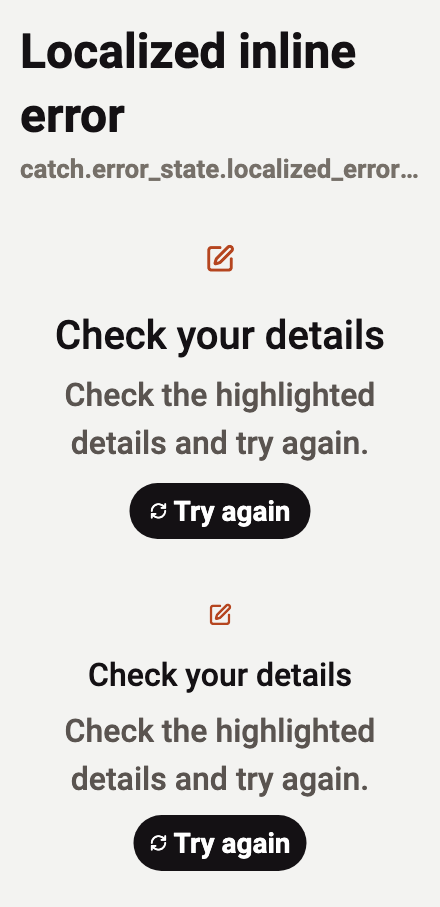 Localized inline
error
catch.error_state.localized_error…
Check your details
Check the highlighted
details and try again.
Try again
Check your details
Check the highlighted
details and try again.
Try again